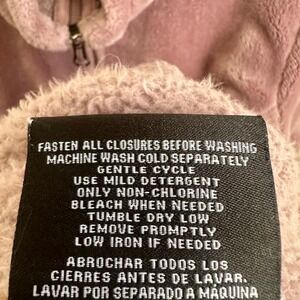 FASTEN ALL CLOSURES BEFORE WASHING
MACHINE WASH COLD SEPARATELY
GENTLE CYCLE
USE MILD DETERGENT
ONLY NON-CHLORINE
BLEACH WHEN NEEDED
TUMBLE DRY LOW
REMOVE PROMPTLY
LOW IRON IF NEEDED
ABROCHAR TODOS LOS
CIERRES ANTES DE LAVAR.
LAVAR POR SEPARADO A MÁQUINA